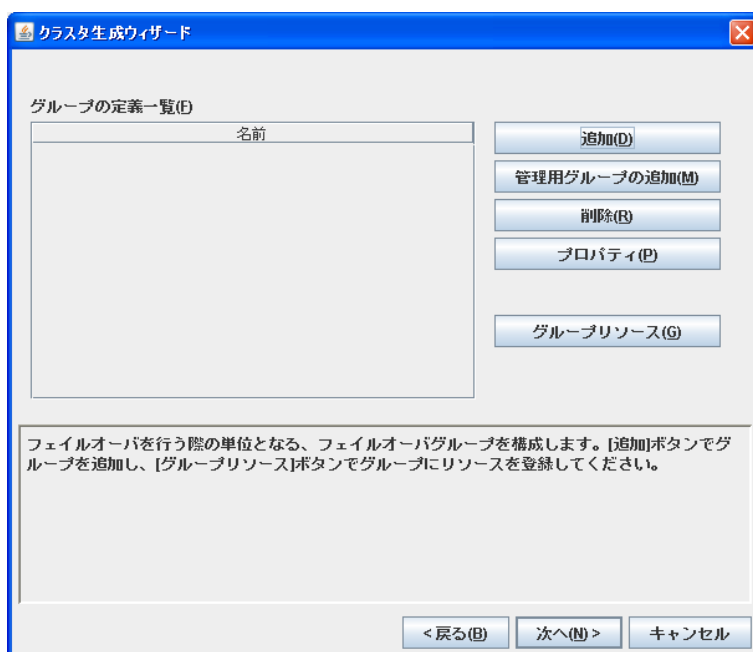 クラスタ生成ウィザード
グループの定義一覧(F)
名前
追加(D)
管理用グループの追加(M)
削除(R)
プロパティ(P)
グループリソース(G)
フェイルオーバを行う際の単位となる、フェイルオーバグループを構成します。[追加]ボタンでグ
ループを追加し、[グループリソース]ボタンでグループにリソースを登録してください。
<戻る(B)
次へ(N)>
キャンセル